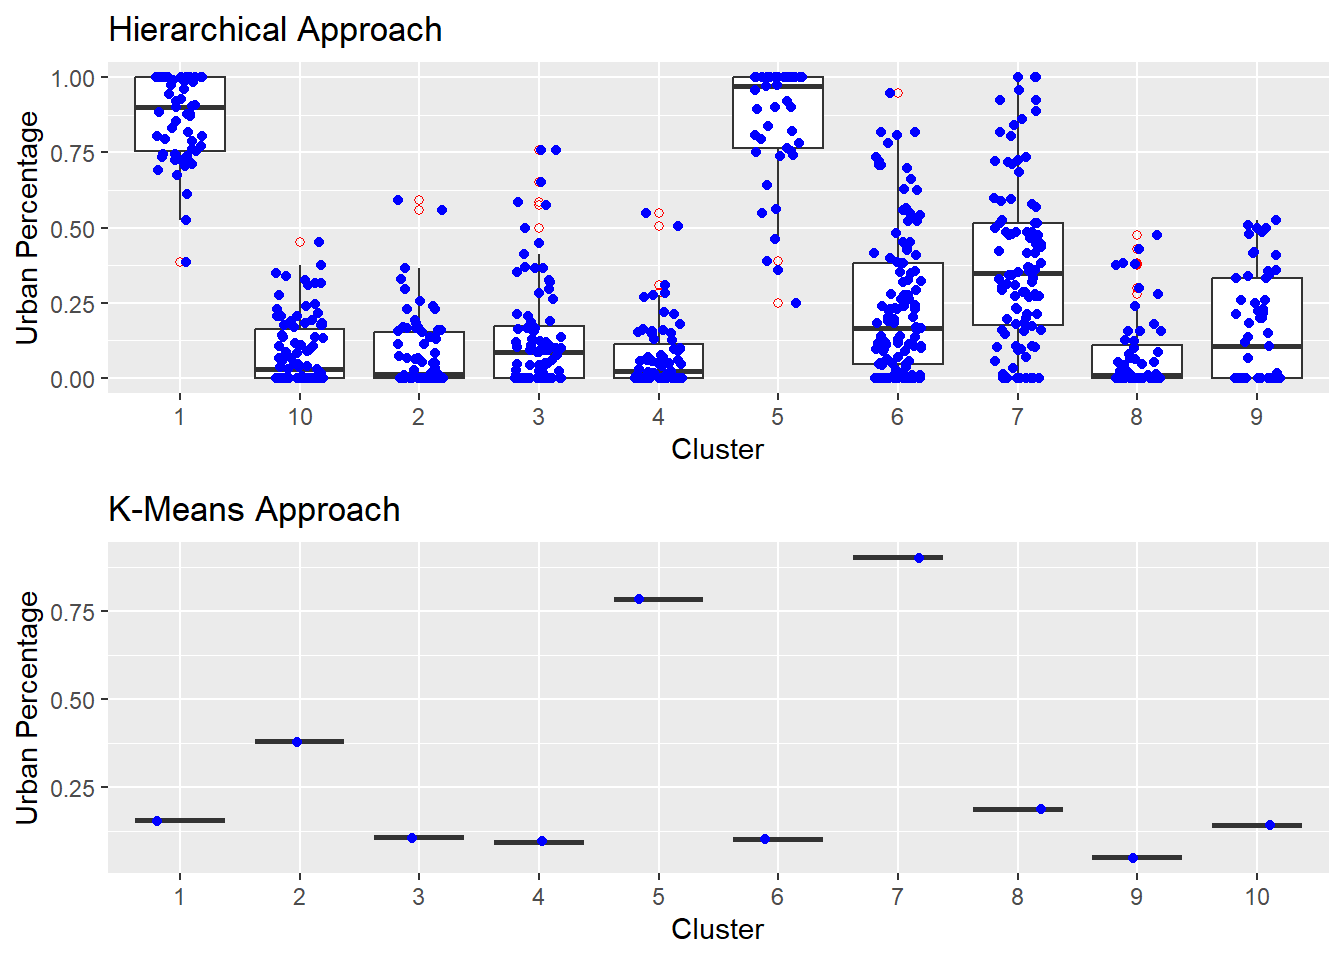 Hierarchical Approach
Urban Percentage
1.00
0.75
0.50
0.25
0.00
1 10 2 3 4 5 6 7 8 9
Cluster
K-Means Approach
Urban Percentage
0.75
0.50
0.25
1 2 3 4 5 6 7 8 9 10
Cluster